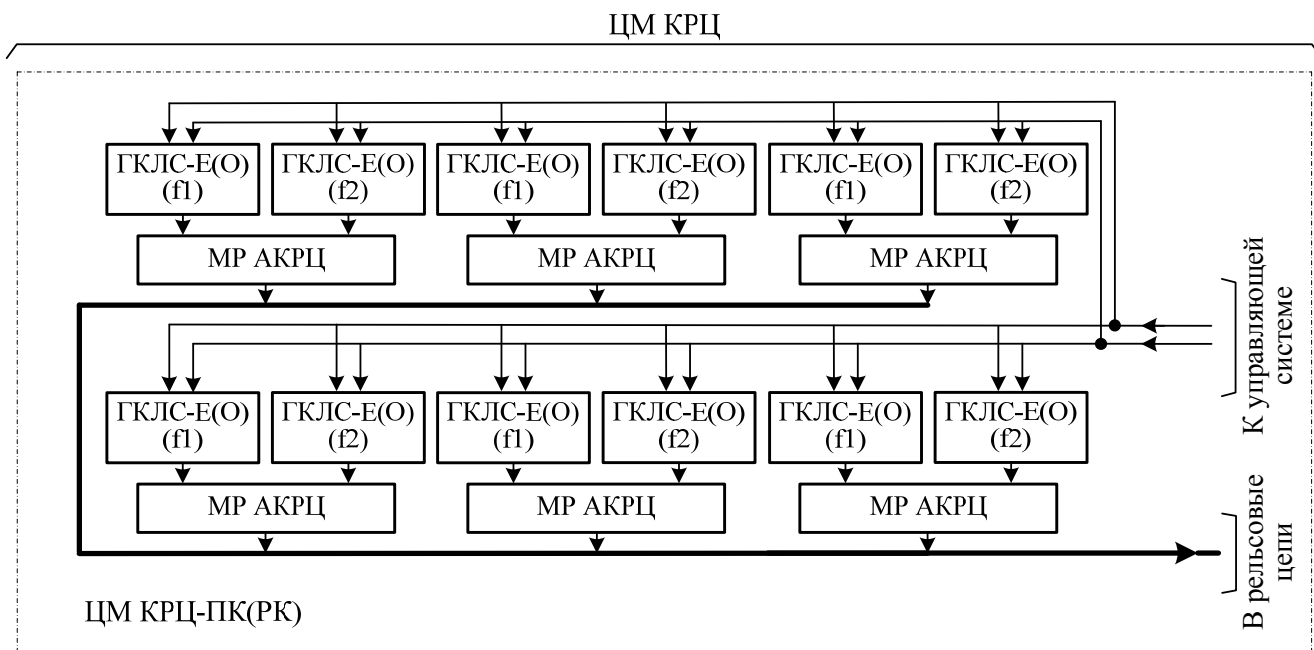 ЦМ КРЦ
ГКЛС-Е(О) ГКЛС-Е(О) ГКЛС-Е(О) ГКЛС-Е(О) ГКЛС-Е(О) ГКЛС-Е(О)
(f1) (f2) (f1) (f2) (f1) (f2)
МР АКРЦ МР АКРЦ МР АКРЦ
К управляющей
системе
ГКЛС-Е(О) ГКЛС-Е(О) ГКЛС-Е(О) ГКЛС-Е(О) ГКЛС-Е(О) ГКЛС-Е(О)
(f1) (f2) (f1) (f2) (f1) (f2)
МР АКРЦ МР АКРЦ МР АКРЦ
В рельсовые
цепи
ЦМ КРЦ-ПК(РК)